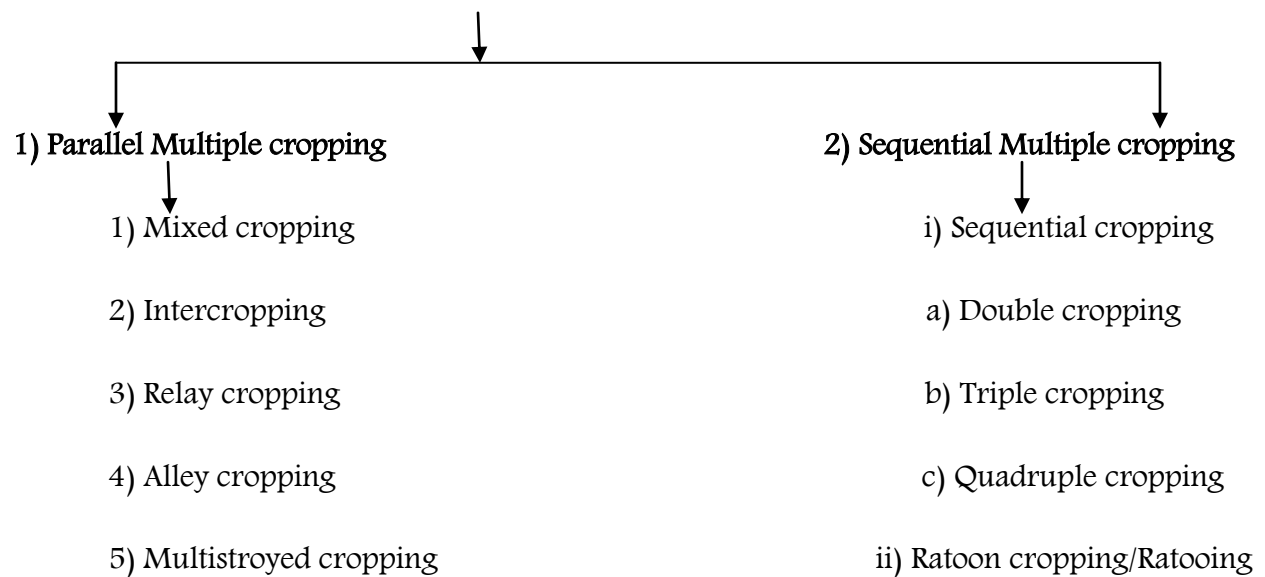 1) Parallel Multiple cropping
1) Mixed cropping
2) Intercropping
3) Relay cropping
4) Alley cropping
5) Multistroyed cropping
2) Sequential Multiple cropping
i) Sequential cropping
a) Double cropping
b) Triple cropping
c) Quadruple cropping
ii) Ratoon cropping/Ratooing